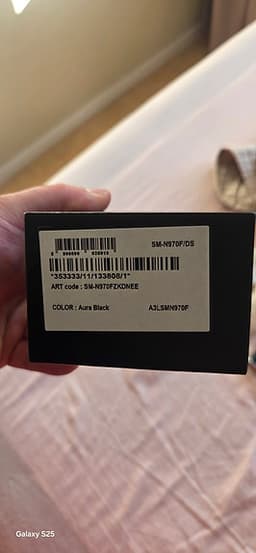 SM-N970F/DS
"353333/11/133808/1"
ART code : SM-N970FZKDNEE
COLOR : Aura Black
A3LSMN970F
Galaxy S25